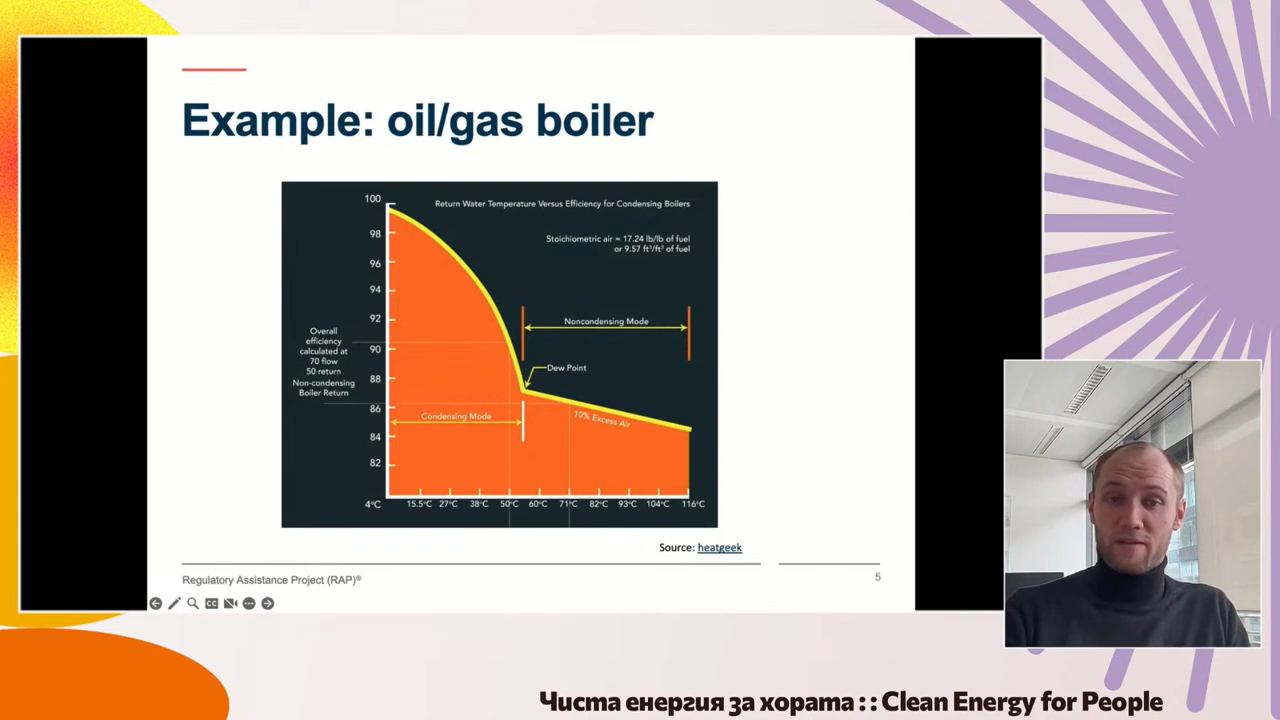 Example: oil/gas boiler
Return Water Temperature Versus Efficiency for Condensing Boilers
Stoichiometric air = 17.24 lb/lb of fuel
or 9.57 ft³/ft³ of fuel
100
98
96
94
92
90
88
86
84
82
Overall
efficiency
calculated at
70 flow
50 return
Non-condensing
Boiler Return
Noncondensing Mode
Dew Point
Condensing Mode
10% Excess Air
4°C 15.5°C 27°C 38°C 50°C 60°C 71°C 82°C 93°C 104°C 116°C
Source: heatgeek
Regulatory Assistance Project (RAP)® 5
CC
Чиста енергия за хората :: Clean Energy for People